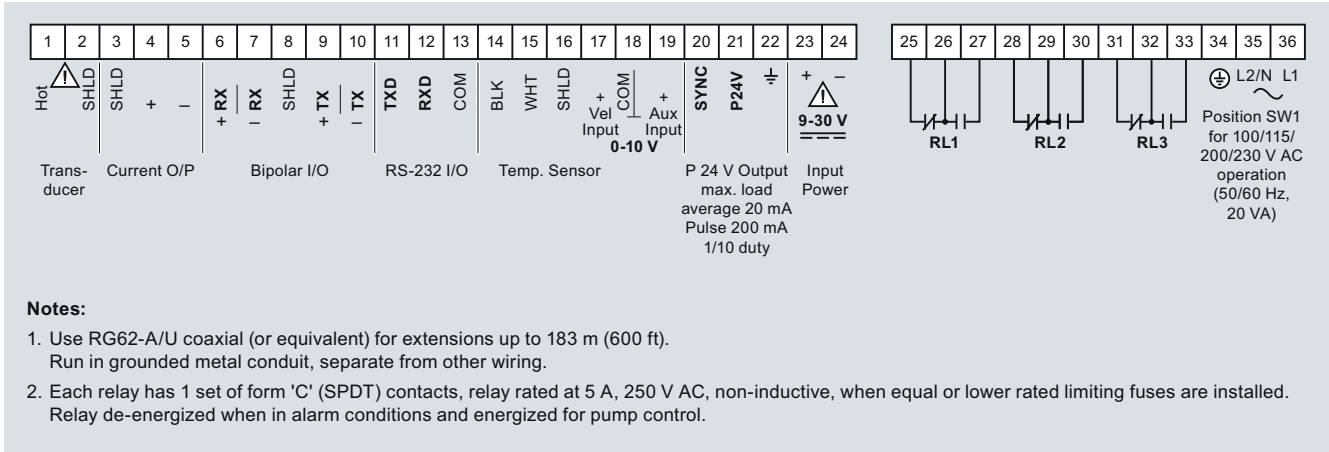 1 2 3 4 5 6 7 8 9 10 11 12 13 14 15 16 17 18 19 20 21 22 23 24
25 26 27 28 29 30 31 32 33 34 35 36
Hot SHLD SHLD + – RX + RX – SHLD TX + TX – TXD RXD COM BLK WHT SHLD
+
Vel
Input
COM
+
Aux
Input
0-10 V
SYNC P24V
+ –
9-30 V
Trans-
ducer
Current O/P
Bipolar I/O
RS-232 I/O
Temp. Sensor
P 24 V Output
max. load
average 20 mA
Pulse 200 mA
1/10 duty
Input
Power
RL1 RL2 RL3
L2/N L1
Position SW1
for 100/115/
200/230 V AC
operation
(50/60 Hz,
20 VA)
Notes:
1. Use RG62-A/U coaxial (or equivalent) for extensions up to 183 m (600 ft).
Run in grounded metal conduit, separate from other wiring.
2. Each relay has 1 set of form 'C' (SPDT) contacts, relay rated at 5 A, 250 V AC, non-inductive, when equal or lower rated limiting fuses are installed.
Relay de-energized when in alarm conditions and energized for pump control.